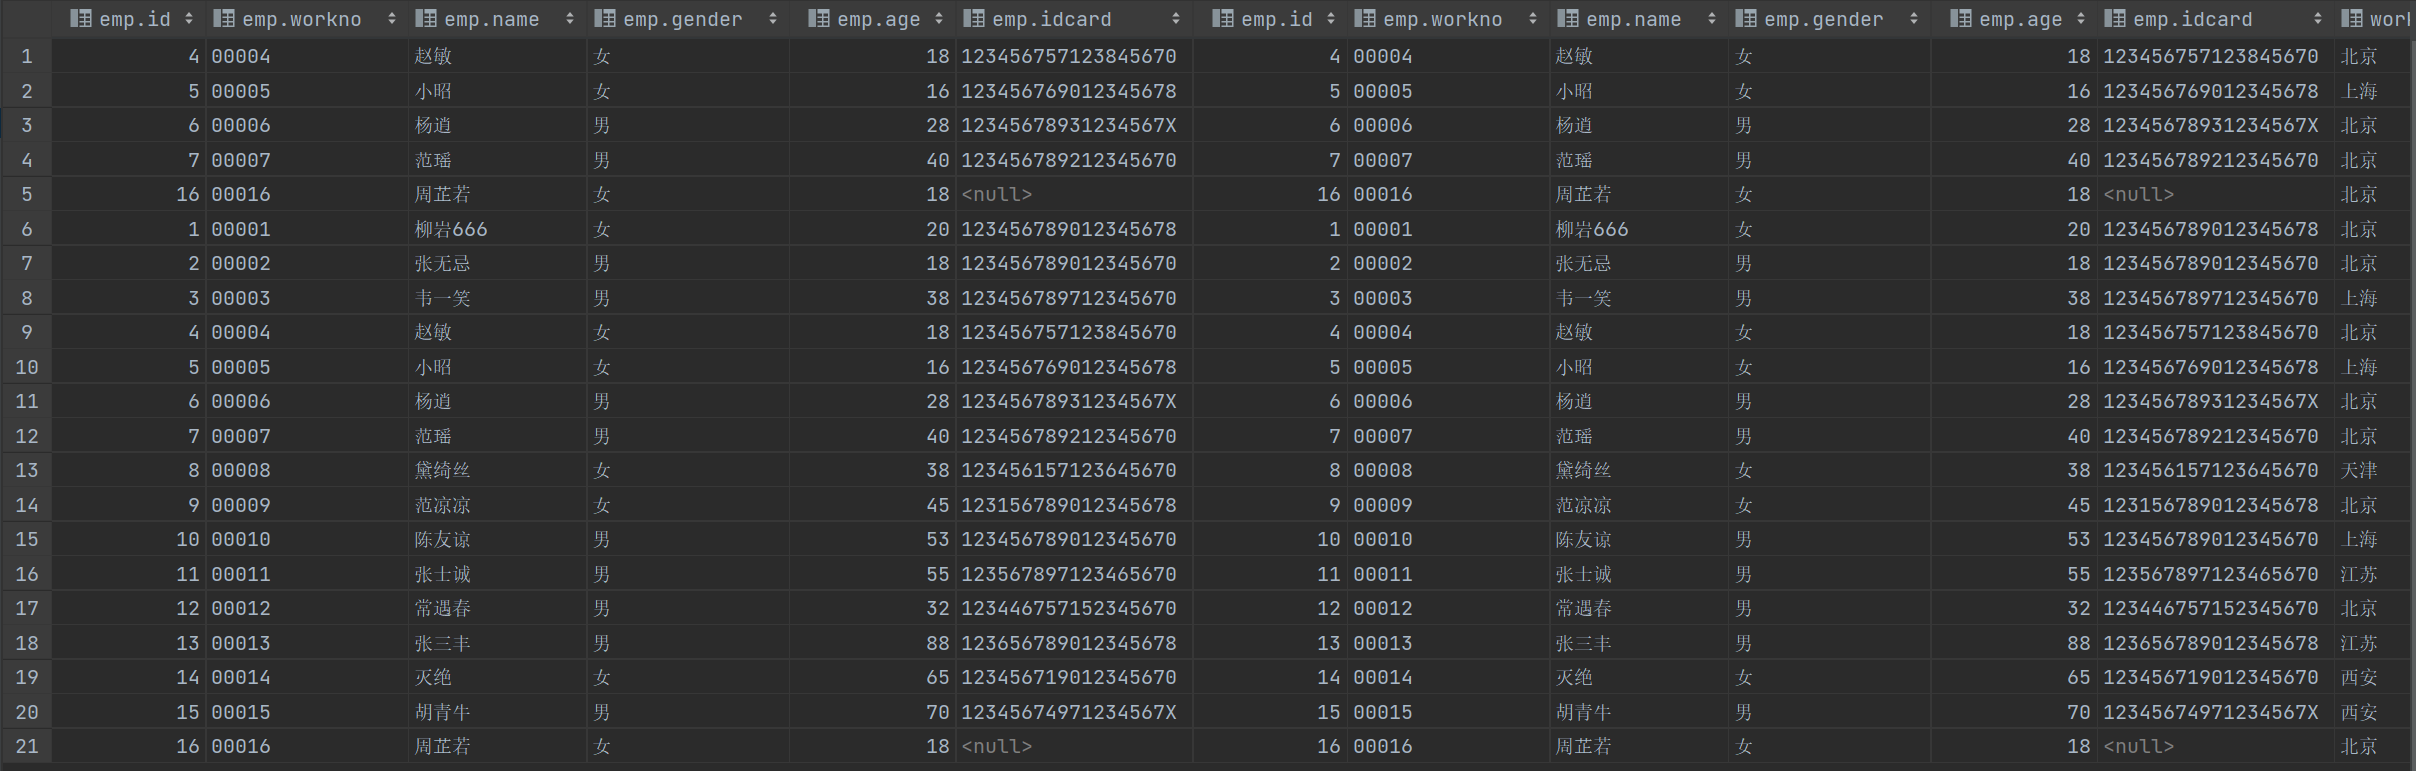 emp.id emp.workno emp.name emp.gender emp.age emp.idcard emp.id emp.workno emp.name emp.gender emp.age emp.idcard
1 4 00004 赵敏 女 18 123456757123845670 4 00004 赵敏 女 18 123456757123845670 北京
2 5 00005 小昭 女 16 123456769012345678 5 00005 小昭 女 16 123456769012345678 上海
3 6 00006 杨逍 男 28 12345678931234567X 6 00006 杨逍 男 28 12345678931234567X 北京
4 7 00007 范瑶 男 40 123456789212345670 7 00007 范瑶 男 40 123456789212345670 北京
5 16 00016 周芷若 女 18 <null> 16 00016 周芷若 女 18 <null> 北京
6 1 00001 柳岩666 女 20 123456789012345678 1 00001 柳岩666 女 20 123456789012345678 北京
7 2 00002 张无忌 男 18 123456789012345670 2 00002 张无忌 男 18 123456789012345670 北京
8 3 00003 韦一笑 男 38 123456789712345670 3 00003 韦一笑 男 38 123456789712345670 上海
9 4 00004 赵敏 女 18 123456757123845670 4 00004 赵敏 女 18 123456757123845670 北京
10 5 00005 小昭 女 16 123456769012345678 5 00005 小昭 女 16 123456769012345678 上海
11 6 00006 杨逍 男 28 12345678931234567X 6 00006 杨逍 男 28 12345678931234567X 北京
12 7 00007 范瑶 男 40 123456789212345670 7 00007 范瑶 男 40 123456789212345670 北京
13 8 00008 黛绮丝 女 38 123456157123645670 8 00008 黛绮丝 女 38 123456157123645670 天津
14 9 00009 范凉凉 女 45 123156789012345678 9 00009 范凉凉 女 45 123156789012345678 北京
15 10 00010 陈友谅 男 53 123456789012345670 10 00010 陈友谅 男 53 123456789012345670 上海
16 11 00011 张士诚 男 55 123567897123465670 11 00011 张士诚 男 55 123567897123465670 江苏
17 12 00012 常遇春 男 32 123446757152345670 12 00012 常遇春 男 32 123446757152345670 北京
18 13 00013 张三丰 男 88 123656789012345678 13 00013 张三丰 男 88 123656789012345678 江苏
19 14 00014 灭绝 女 65 123456719012345670 14 00014 灭绝 女 65 123456719012345670 西安
20 15 00015 胡青牛 男 70 12345674971234567X 15 00015 胡青牛 男 70 12345674971234567X 西安
21 16 00016 周芷若 女 18 <null> 16 00016 周芷若 女 18 <null> 北京